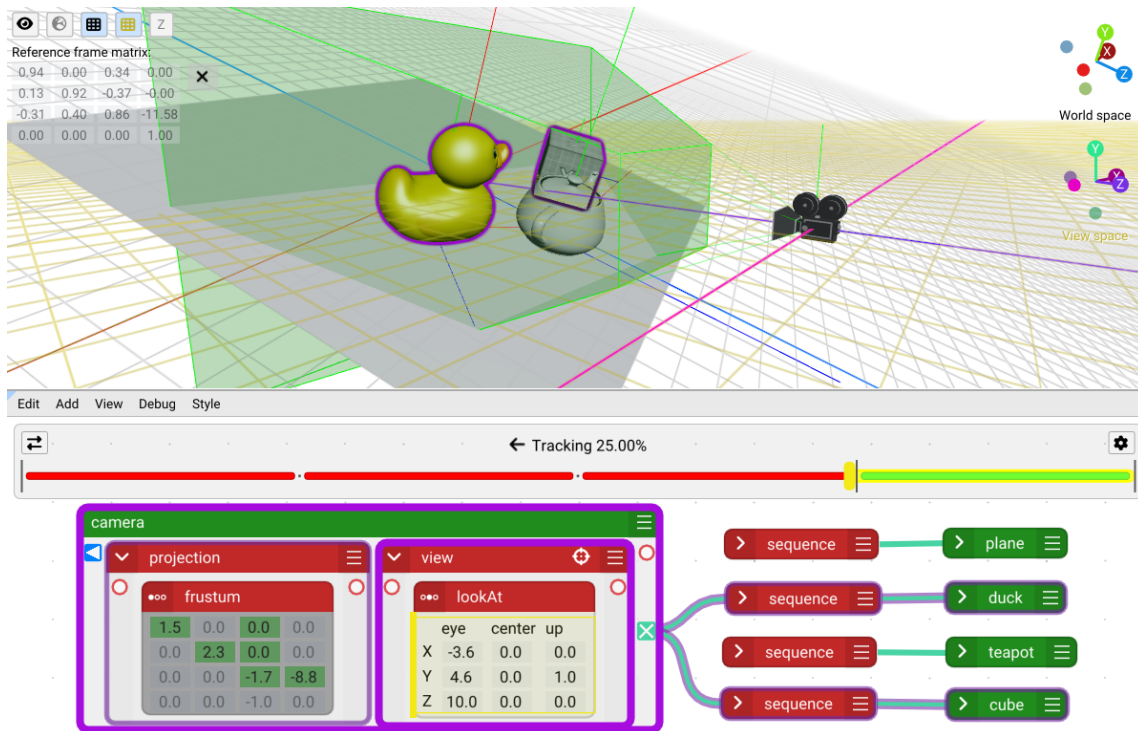 Z
Reference frame matrix:
0.94 0.00 0.34 0.00
0.13 0.92 -0.37 -0.00
-0.31 0.40 0.86 -11.58
0.00 0.00 0.00 1.00
Y
X
Z
World space
Y
Z
View space
Edit Add View Debug Style
Tracking 25.00%
camera
projection
frustum
1.5 0.0 0.0 0.0
0.0 2.3 0.0 0.0
0.0 0.0 -1.7 -8.8
0.0 0.0 -1.0 0.0
view
lookAt
eye center up
X -3.6 0.0 0.0
Y 4.6 0.0 1.0
Z 10.0 0.0 0.0
sequence plane
sequence duck
sequence teapot
sequence cube